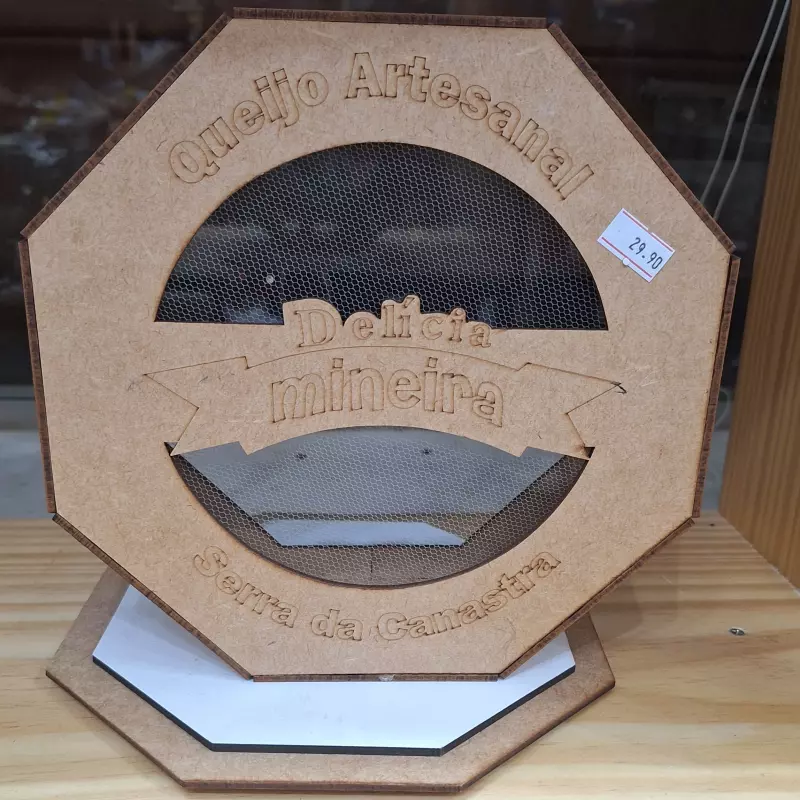 Queijo Artesanal
29.90
Delícia
mineira
Serra da Canastra